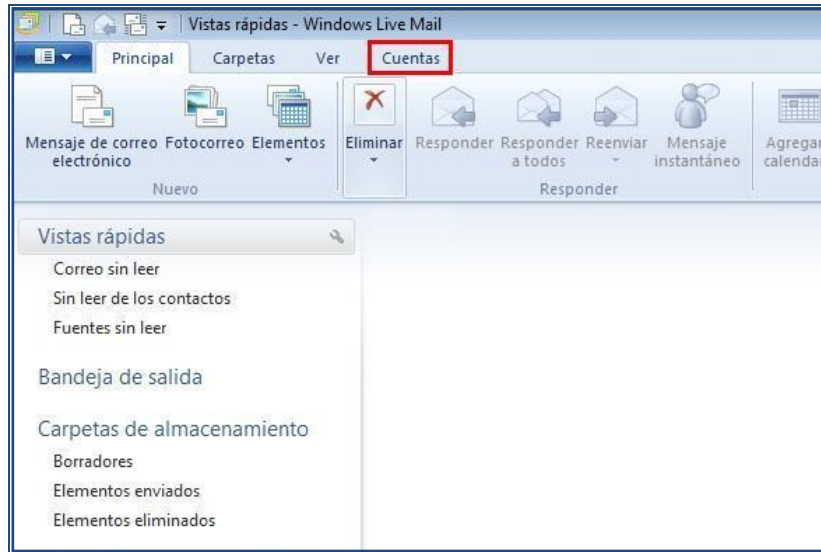 Vistas rápidas - Windows Live Mail
Principal Carpetas Ver Cuentas
Mensaje de correo electrónico
Fotocorreo
Elementos
Eliminar
Responder
Responder a todos
Reenviar
Mensaje instantáneo
Nuevo
Responder
Vistas rápidas
Correo sin leer
Sin leer de los contactos
Fuentes sin leer
Bandeja de salida
Carpetas de almacenamiento
Borradores
Elementos enviados
Elementos eliminados